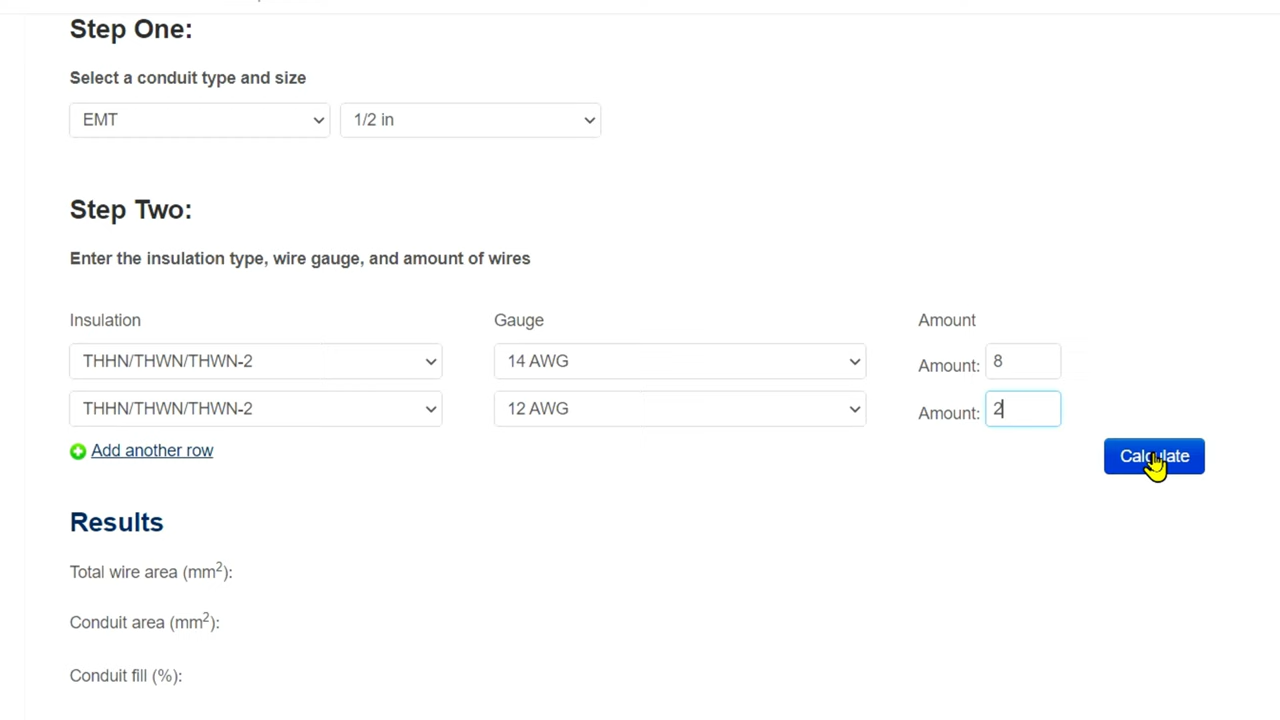 Step One:
Select a conduit type and size
EMT 1/2 in
Step Two:
Enter the insulation type, wire gauge, and amount of wires
Insulation Gauge Amount
THHN/THWN/THWN-2 14 AWG Amount: 8
THHN/THWN/THWN-2 12 AWG Amount: 2
Add another row
Calculate
Results
Total wire area (mm²):
Conduit area (mm²):
Conduit fill (%):